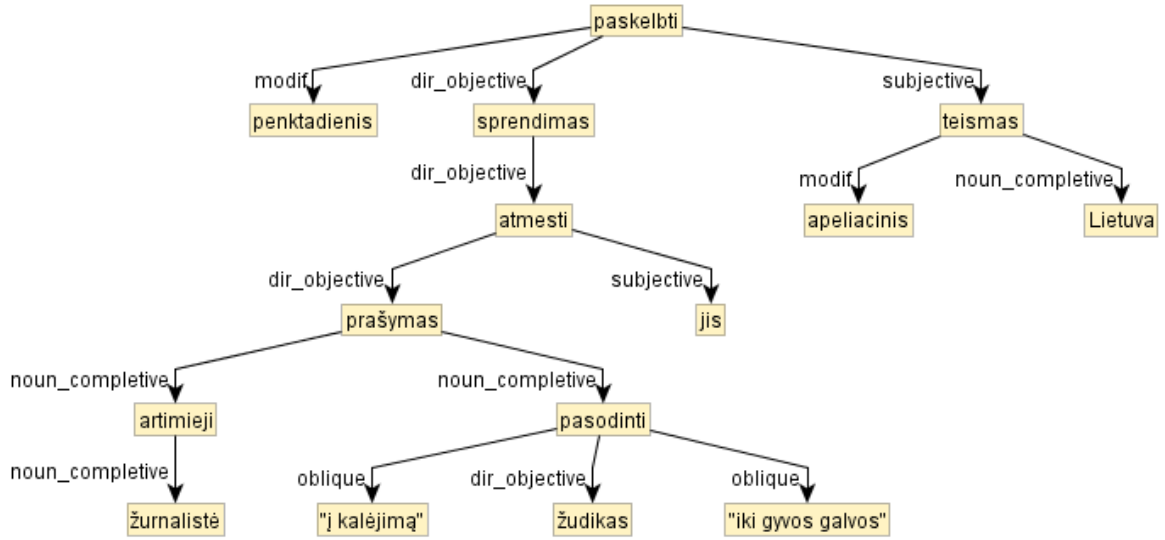 paskelbti
modif dir_objective subjective
penktadienis sprendimas teismas
dir_objective modif noun_completive
atmesti apeliacinis Lietuva
dir_objective subjective
prašymas jis
noun_completive noun_completive
artimieji pasodinti
noun_completive oblique dir_objective oblique
žurnalistė "į kalėjimą" žudikas "iki gyvos galvos"